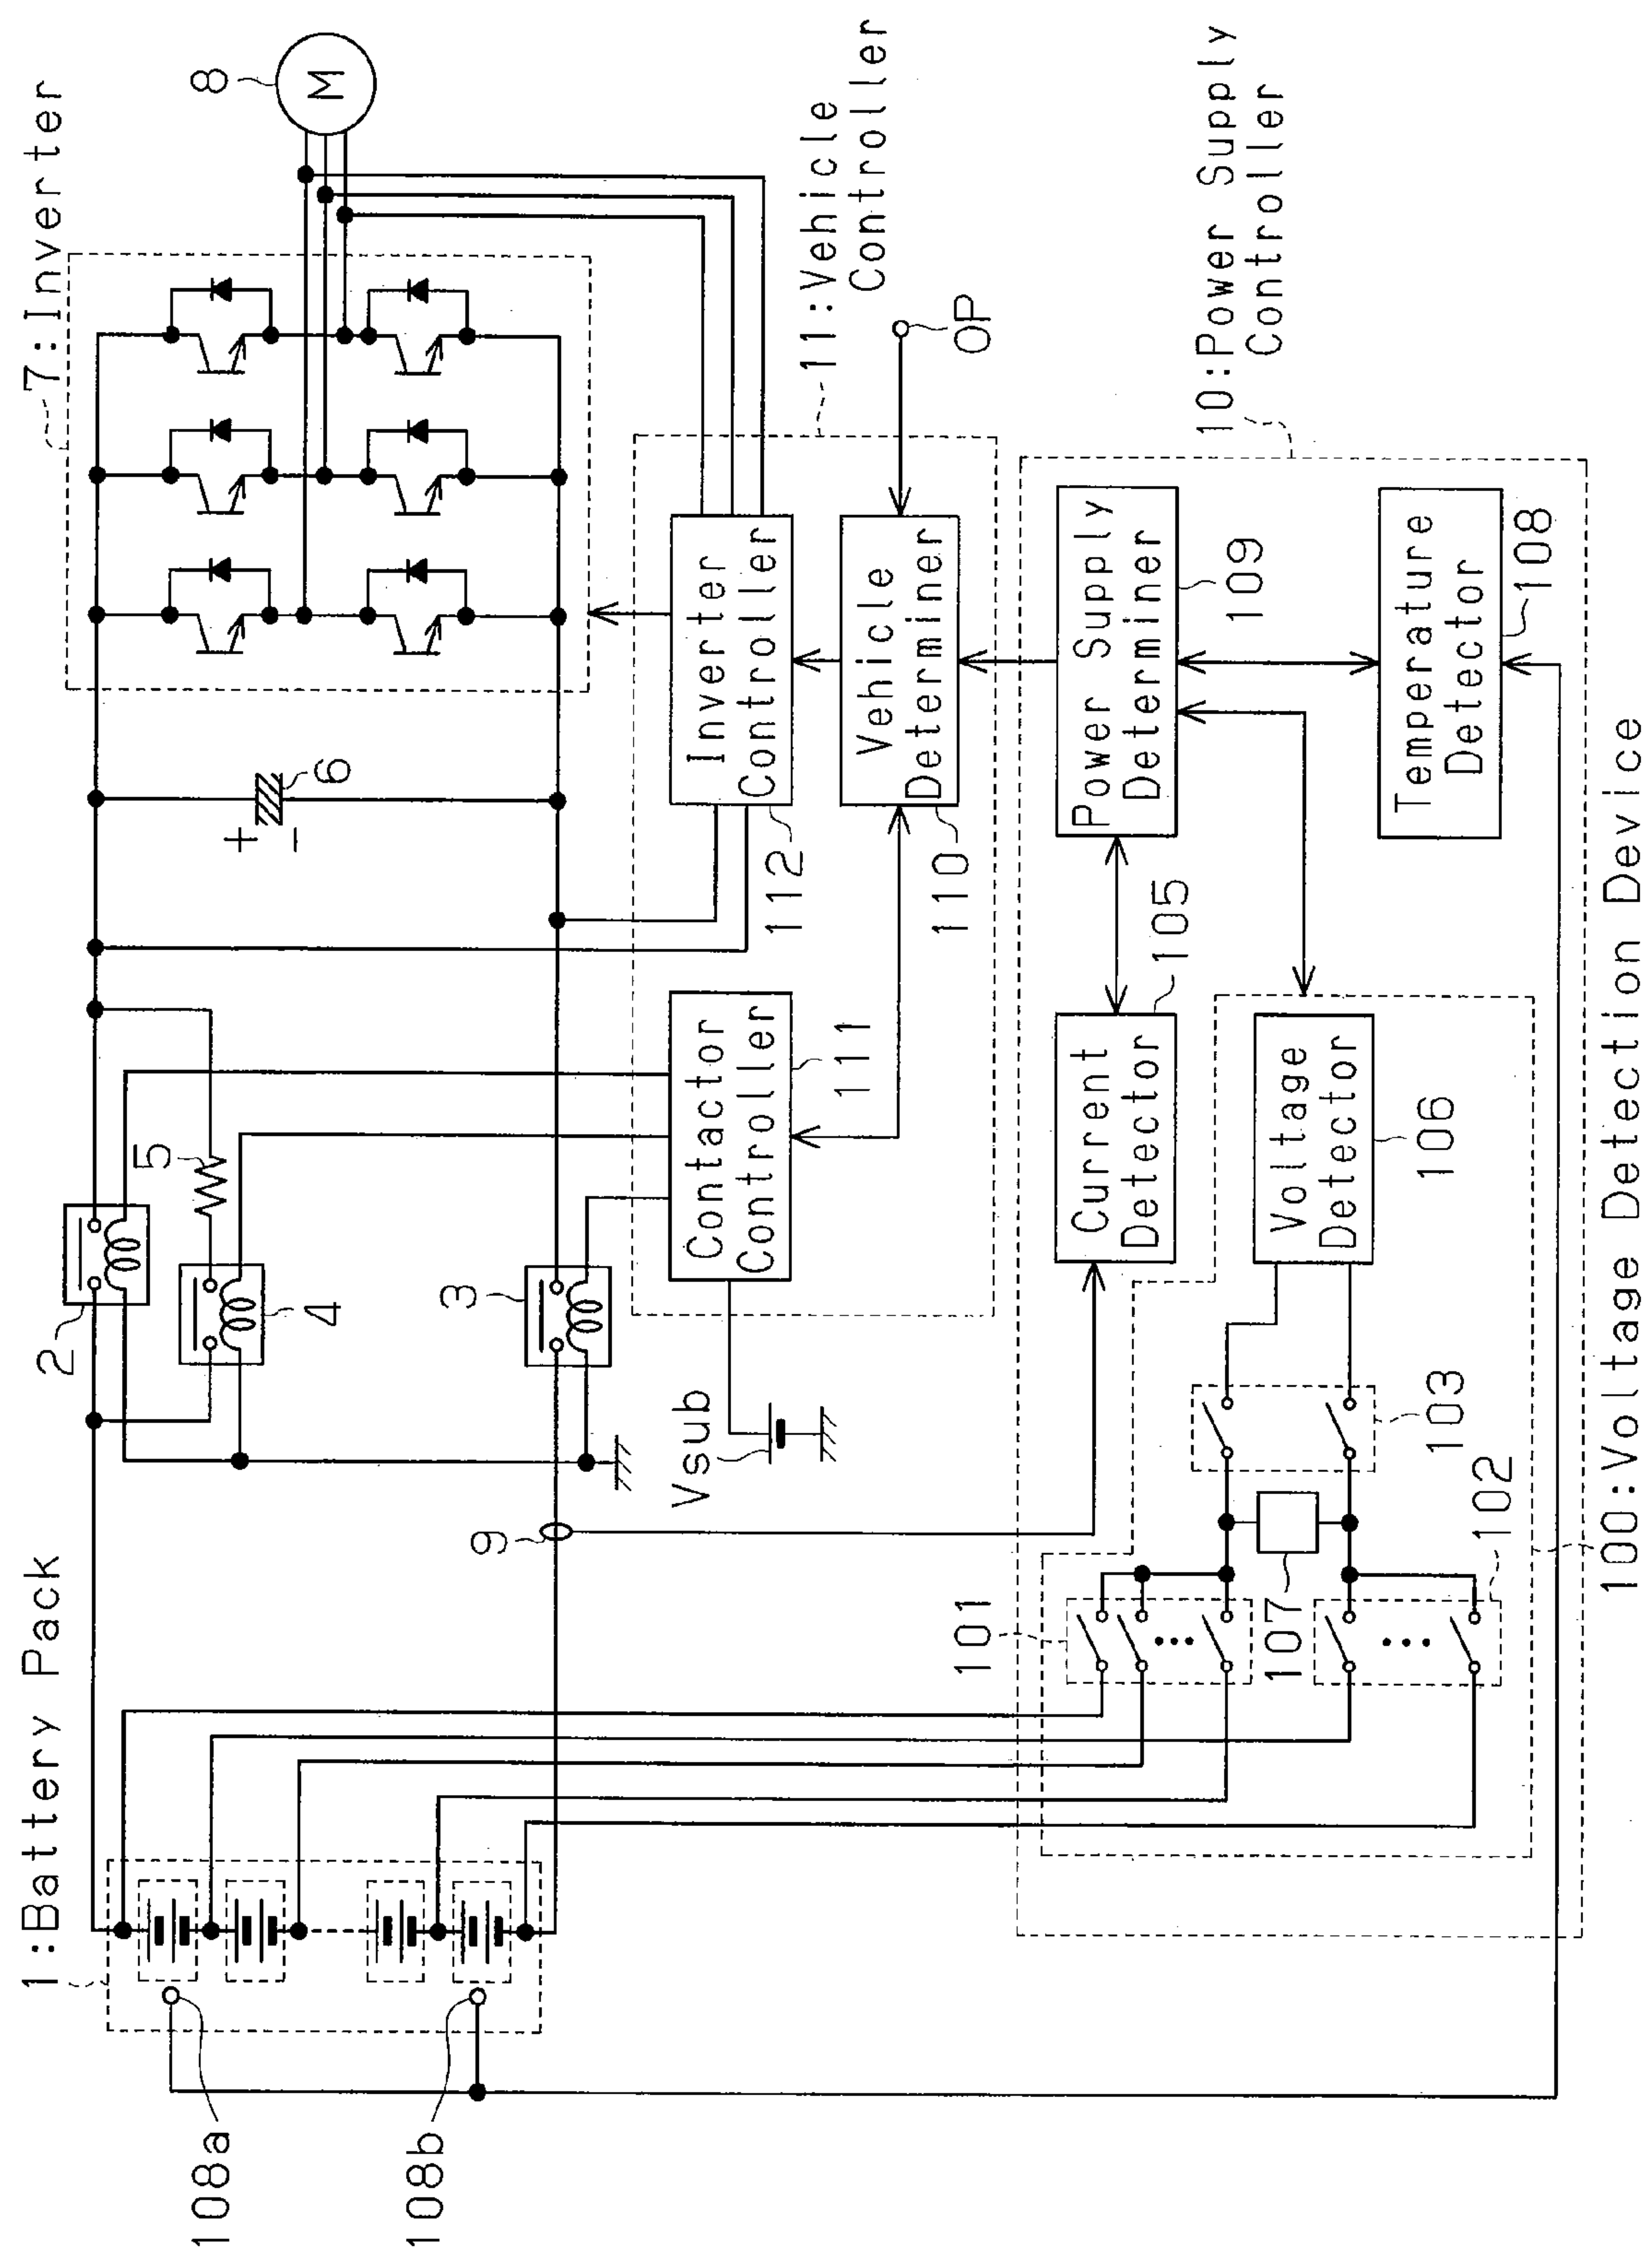 1:Battery Pack
108a
108b
2
5
4
3
9
Vsub
+
-
6
7:Inverter
8
M
Contactor
Controller
111
Inverter
Controller
112
Vehicle
Determiner
110
11:Vehicle
Controller
OP
10:Power Supply
Controller
Power Supply
Determiner
109
Current
Detector
105
Voltage
Detector
106
Temperature
Detector
108
101
107
102
103
100:Voltage Detection Device